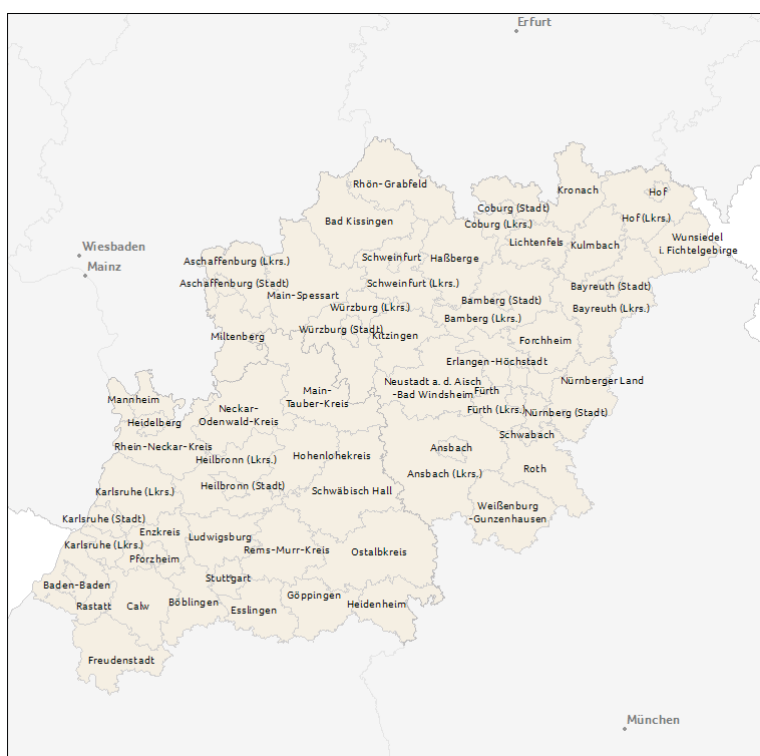 Erfurt
Rhön-Grabfeld
Kronach
Hof
Coburg (Stadt)
Bad Kissingen
Hof (Lkrs.)
Coburg (Lkrs.)
Wunsiedel
i. Fichtelgebirge
Lichtenfels
Kulmbach
Wiesbaden
Schweinfurt
Haßberge
Aschaffenburg (Lkrs.)
Mainz
Aschaffenburg (Stadt)
Schweinfurt (Lkrs.)
Bayreuth (Stadt)
Main-Spessart
Bamberg (Stadt)
Würzburg (Lkrs.)
Bayreuth (Lkrs.)
Bamberg (Lkrs.)
Würzburg (Stadt)
Miltenberg
Kitzingen
Forchheim
Erlangen-Höchstadt
Neustadt a. d. Aisch
-Bad Windsheim
Nürnberger Land
Main-
Tauber-Kreis
Fürth
Mannheim
Neckar-
Odenwald-Kreis
Fürth (Lkrs.)
Nürnberg (Stadt)
Heidelberg
Schwabach
Rhein-Neckar-Kreis
Ansbach
Hohenlohekreis
Heilbronn (Lkrs.)
Roth
Ansbach (Lkrs.)
Heilbronn (Stadt)
Karlsruhe (Lkrs.)
Schwäbisch Hall
Weißenburg
-Gunzenhausen
Karlsruhe (Stadt)
Enzkreis
Ludwigsburg
Karlsruhe (Lkrs.)
Rems-Murr-Kreis
Ostalbkreis
Pforzheim
Stuttgart
Baden-Baden
Göppingen
Böblingen
Heidenheim
Rastatt
Calw
Esslingen
Freudenstadt
München